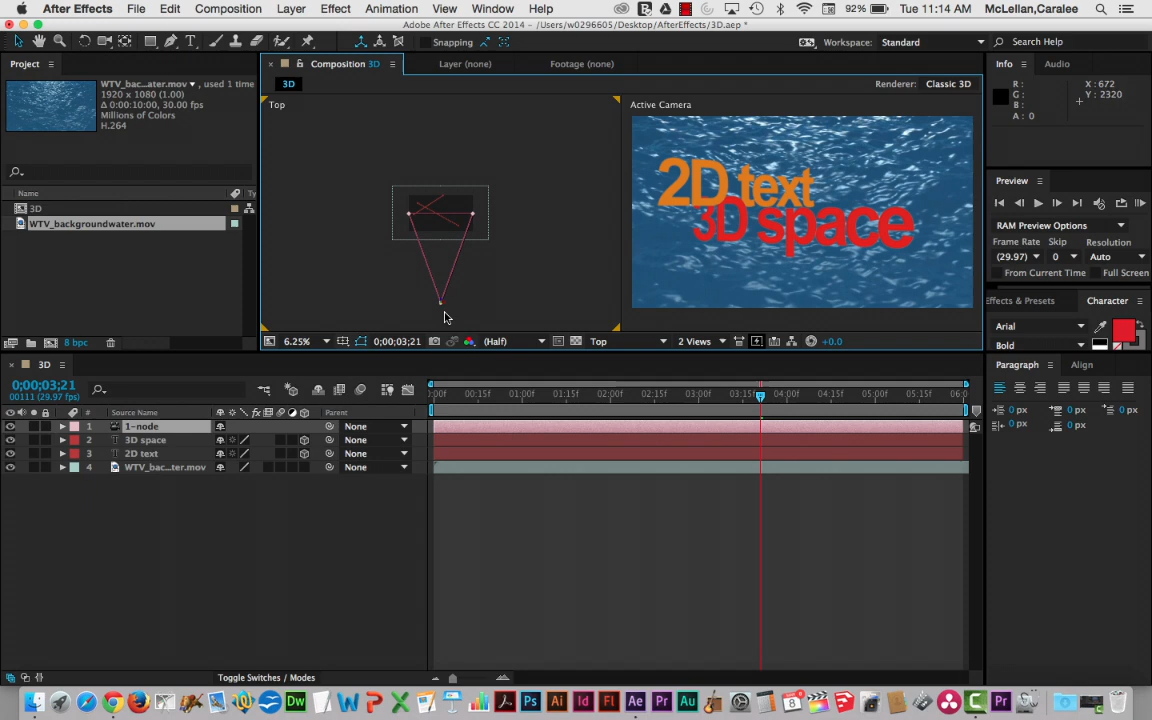 After Effects File Edit Composition Layer Effect Animation View Window Help 92% Tue 11:14 AM McLellan,Caralee
Adobe After Effects CC 2014 - /Users/w0296605/Desktop/AfterEffects/3D.aep *
Snapping Workspace: Standard Search Help
Project
WTV_bac...ater.mov ▾ , used 1 time
1920 x 1080 (1.00)
Δ 0:00:10:00, 30.00 fps
Millions of Colors
H.264
Name Ty
3D
WTV_backgroundwater.mov
8 bpc
Composition 3D Layer (none) Footage (none)
3D Renderer: Classic 3D
Top Active Camera
2D text
3D space
6.25% 0;00;03;21 (Half) Top 2 Views +0.0
Info Audio
R :
G :
B :
A : 0
X : 672
Y : 2320
Preview
RAM Preview Options
Frame Rate Skip Resolution
(29.97) 0 Auto
From Current Time Full Screen
Effects & Presets Character
Arial
Bold
Paragraph Align
0 px 0 px 0 px
0 px 0 px
3D
0;00;03;21
00111 (29.97 fps)
# Source Name Parent
:00f 00:15f 01:00f 01:15f 02:00f 02:15f 03:00f 03:15f 04:00f 04:15f 05:00f 05:15f 06:0
1 1-node None
2 3D space None
3 2D text None
4 WTV_bac...ter.mov None
Toggle Switches / Modes